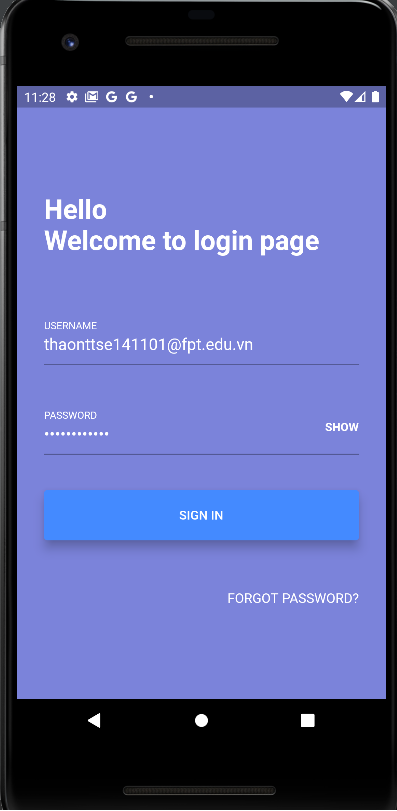 11:28
Hello
Welcome to login page
USERNAME
thaonttse141101@fpt.edu.vn
PASSWORD
••••••••••••
SHOW
SIGN IN
FORGOT PASSWORD?